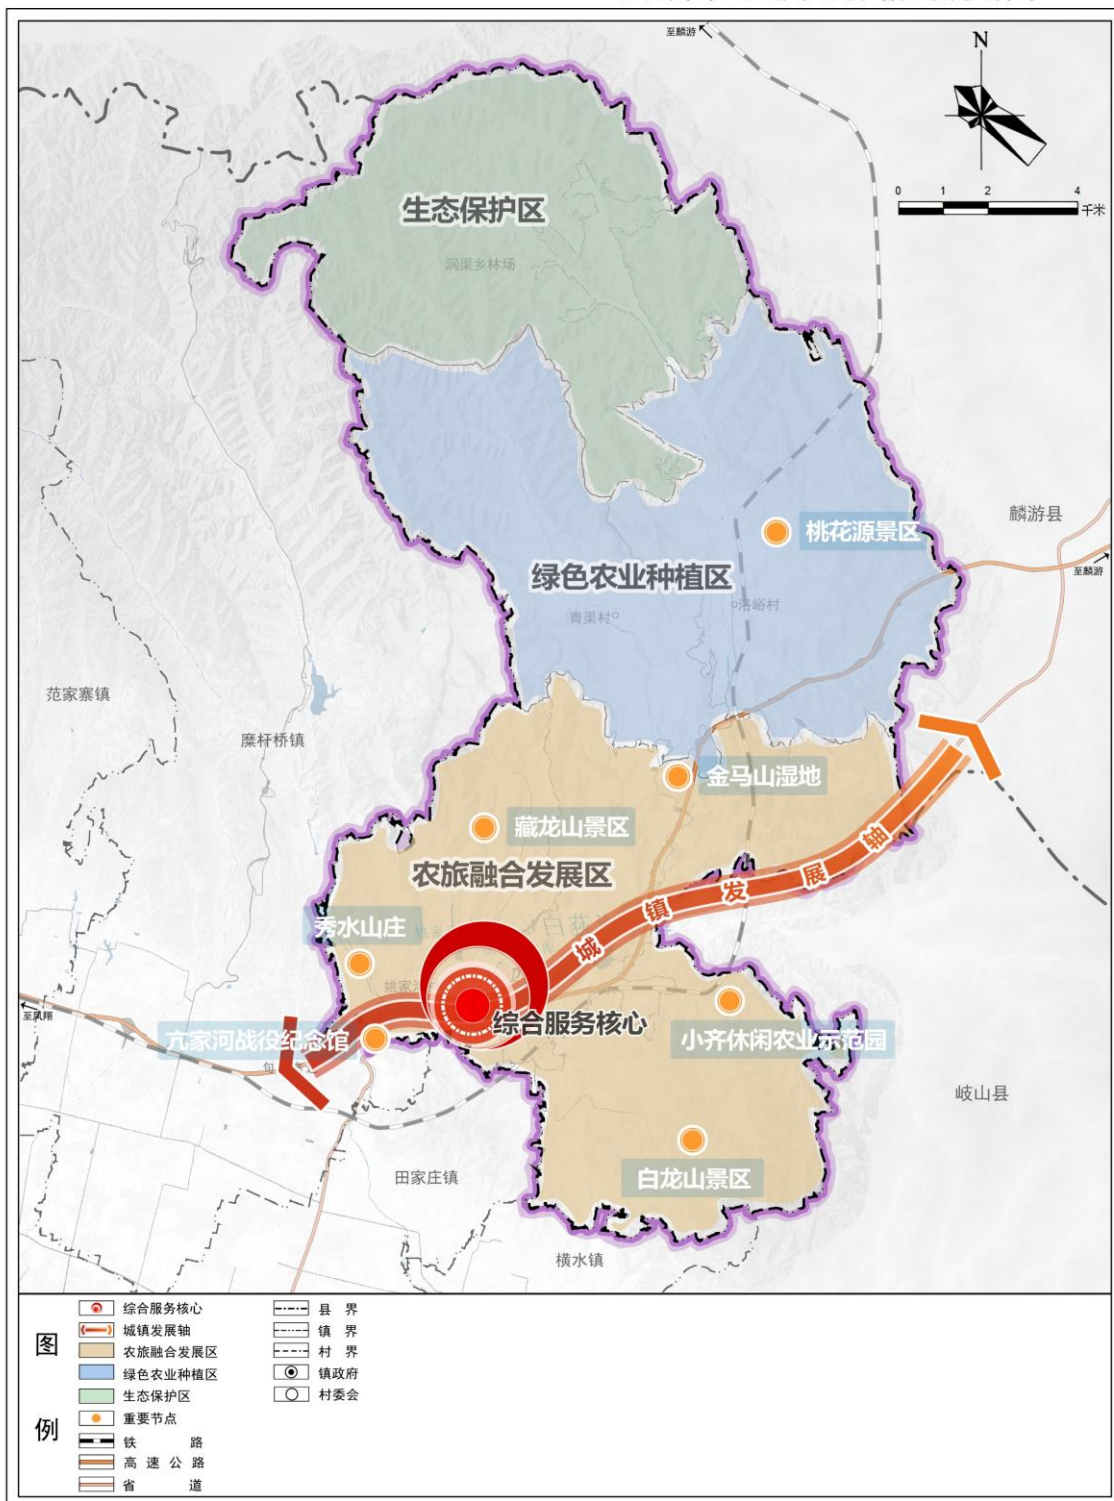 至麟游
N
0 1 2 4
千米
生态保护区
涧渠乡林场
麟游县
桃花源景区
至麟游
绿色农业种植区
洛峪村
青渠村
范家寨镇
糜杆桥镇
金马山湿地
藏龙山景区
农旅融合发展区
城镇发展轴
秀水山庄
至凤翔
综合服务核心
亢家河战役纪念馆
小齐休闲农业示范园
岐山县
田家庄镇
白龙山景区
横水镇
图例
综合服务核心
城镇发展轴
农旅融合发展区
绿色农业种植区
生态保护区
重要节点
铁路
高速公路
省道
县界
镇界
村界
镇政府
村委会